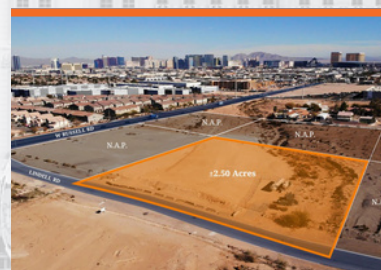 W RUSSELL RD
N.A.P.
N.A.P.
N.A.P.
LINDELL RD
±2.50 Acres
N.A.